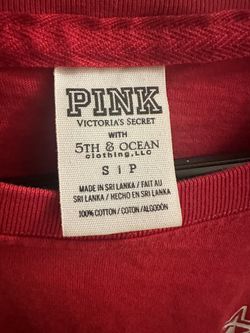 PINK
VICTORIA'S SECRET
WITH
5TH & OCEAN
clothing, LLC
S | P
MADE IN SRI LANKA / FAIT AU
SRI LANKA / HECHO EN SRI LANKA
100% COTTON / COTON / ALGODÓN